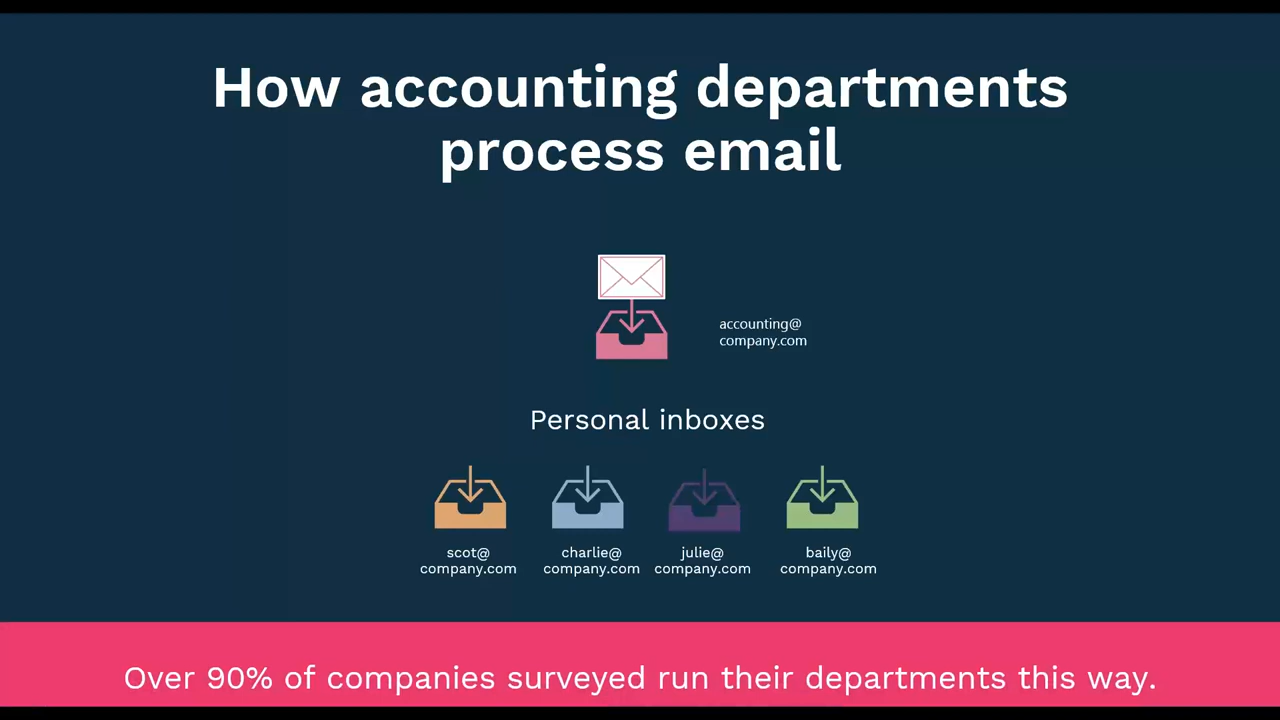 How accounting departments
process email
accounting@
company.com
Personal inboxes
scot@
company.com
charlie@
company.com
julie@
company.com
baily@
company.com
Over 90% of companies surveyed run their departments this way.